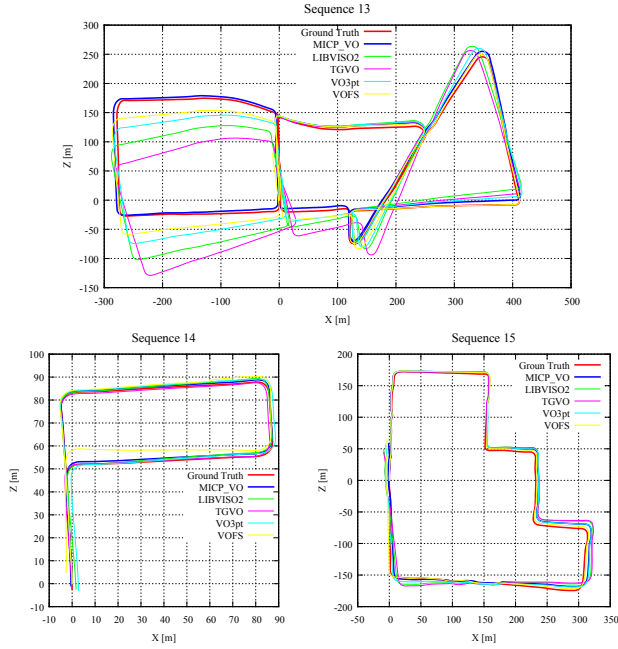 Sequence 13
300
250
200
150
100
50
0
-50
-100
-150
Z [m]
Ground Truth
MICP_VO
LIBVISO2
TGVO
VO3pt
VOFS
-300 -200 -100 0 100 200 300 400 500
X [m]
Sequence 14
100
90
80
70
60
50
40
30
20
10
0
-10
Z [m]
Ground Truth
MICP_VO
LIBVISO2
TGVO
VO3pt
VOFS
-10 0 10 20 30 40 50 60 70 80 90
X [m]
Sequence 15
200
150
100
50
0
-50
-100
-150
-200
Z [m]
Groun Truth
MICP_VO
LIBVISO2
TGVO
VO3pt
VOFS
-50 0 50 100 150 200 250 300 350
X [m]